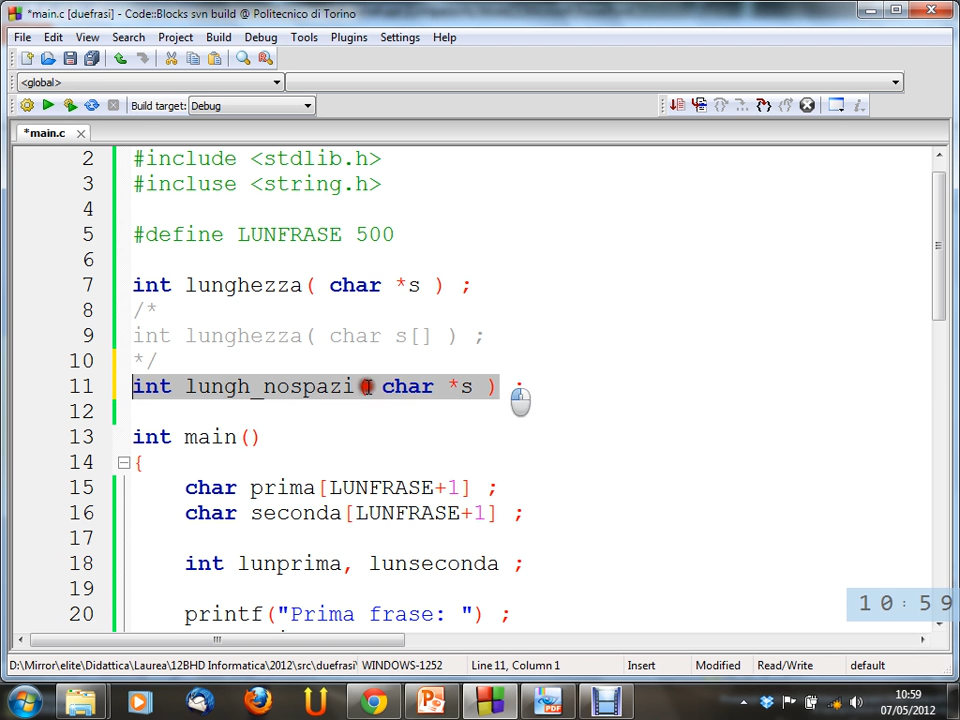 *main.c [duefrasi] - Code::Blocks svn build @ Politecnico di Torino
File Edit View Search Project Build Debug Tools Plugins Settings Help
<global>
Build target: Debug
*main.c
2 #include <stdlib.h>
3 #incluse <string.h>
4
5 #define LUNFRASE 500
6
7 int lunghezza( char *s ) ;
8 /*
9 int lunghezza( char s[] ) ;
10 */
11 int lungh_nospazi( char *s ) ;
12
13 int main()
14 {
15 char prima[LUNFRASE+1] ;
16 char seconda[LUNFRASE+1] ;
17
18 int lunprima, lunseconda ;
19
20 printf("Prima frase: ") ;
10:59
D:\Mirror\elite\Didattica\Laurea\12BHD Informatica\2012\src\duefrasi\ WINDOWS-1252 Line 11, Column 1 Insert Modified Read/Write default
10:59
07/05/2012